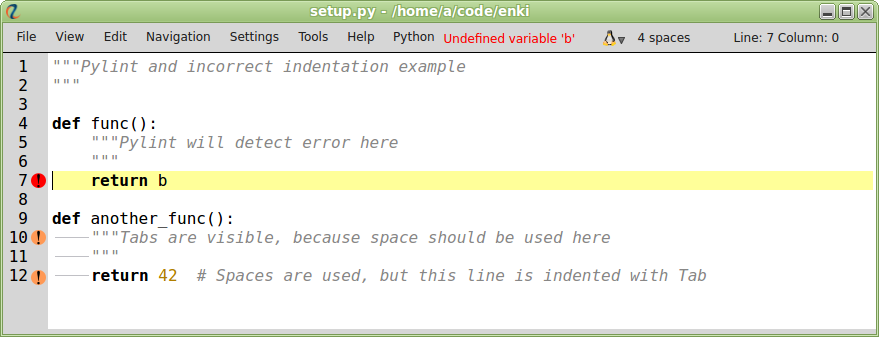 setup.py - /home/a/code/enki
File View Edit Navigation Settings Tools Help Python Undefined variable 'b' 4 spaces Line: 7 Column: 0
1 """Pylint and incorrect indentation example
2 """
3
4 def func():
5     """Pylint will detect error here
6     """
7 !     return b
8
9 def another_func():
10 !     """Tabs are visible, because space should be used here
11     """
12 !     return 42  # Spaces are used, but this line is indented with Tab